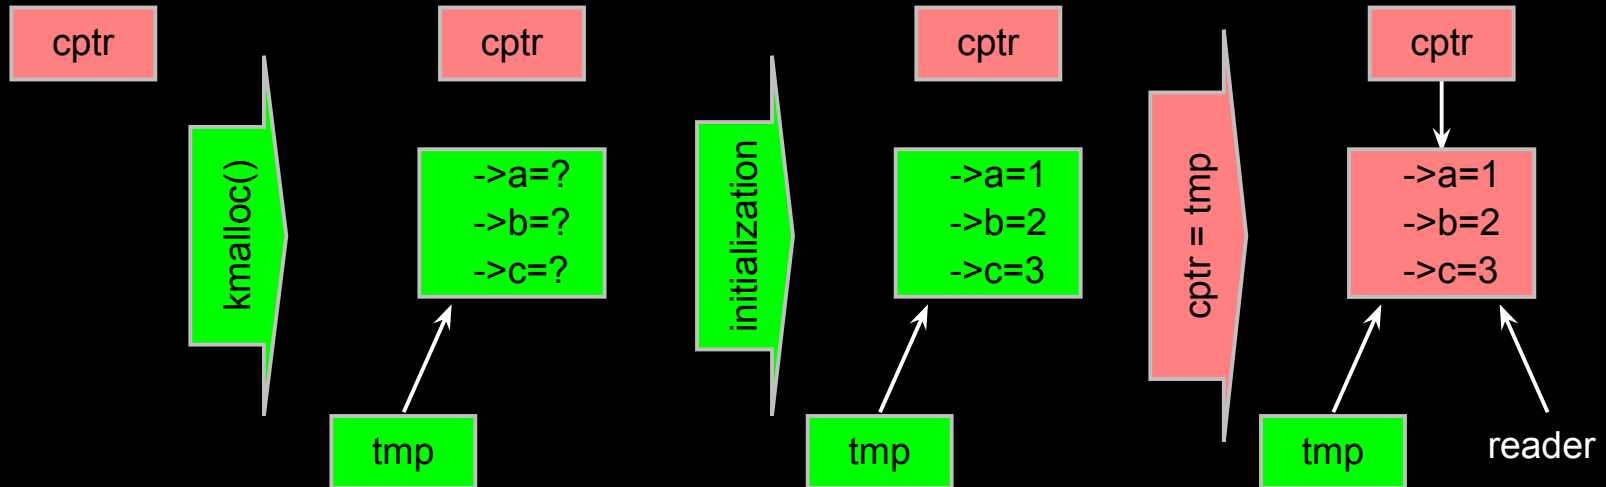 cptr
kmalloc()
cptr
->a=?
->b=?
->c=?
tmp
initialization
cptr
->a=1
->b=2
->c=3
tmp
cptr = tmp
cptr
->a=1
->b=2
->c=3
tmp
reader